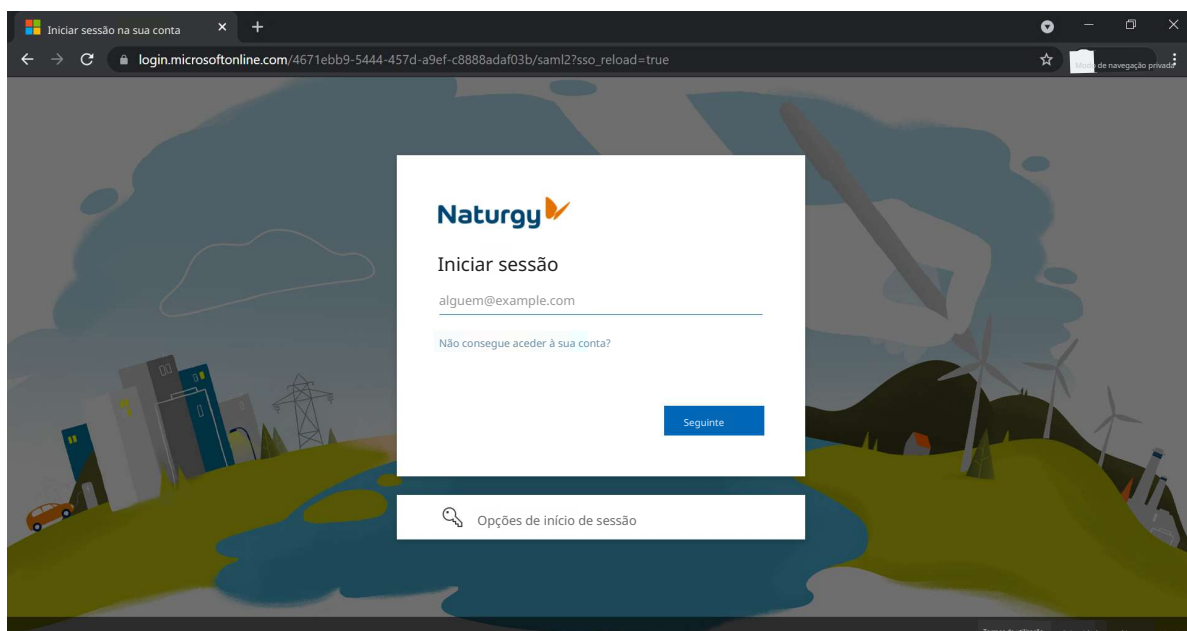 Iniciar sessão na sua conta
login.microsoftonline.com/4671ebb9-5444-457d-a9ef-c8888adaf03b/saml2?sso_reload=true
de navegação privada
Naturgy
Iniciar sessão
alguem@example.com
Não consegue aceder à sua conta?
Seguinte
Opções de início de sessão